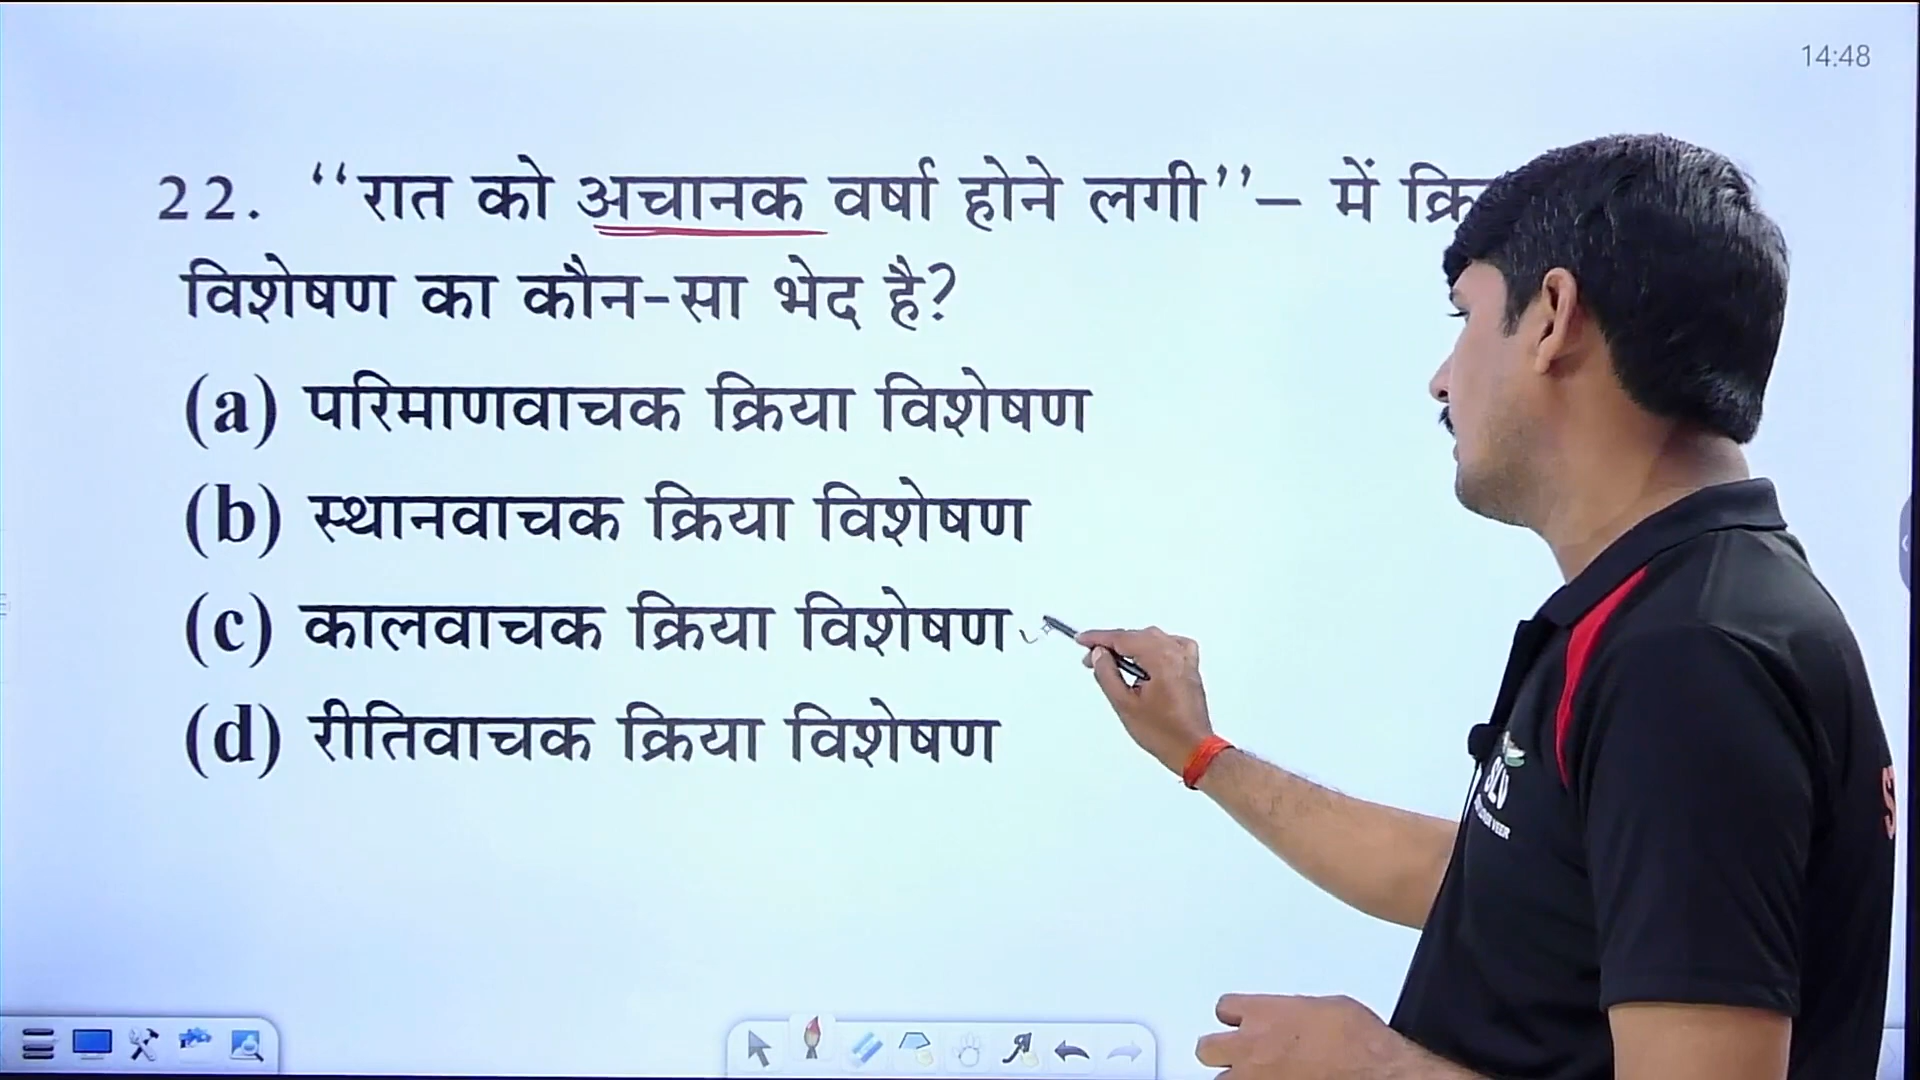 14:48
22. “रात को अचानक वर्षा होने लगी”– में
विशेषण का कौन-सा भेद है?
(a) परिमाणवाचक क्रिया विशेषण
(b) स्थानवाचक क्रिया विशेषण
(c) कालवाचक क्रिया विशेषण
(d) रीतिवाचक क्रिया विशेषण
SLV